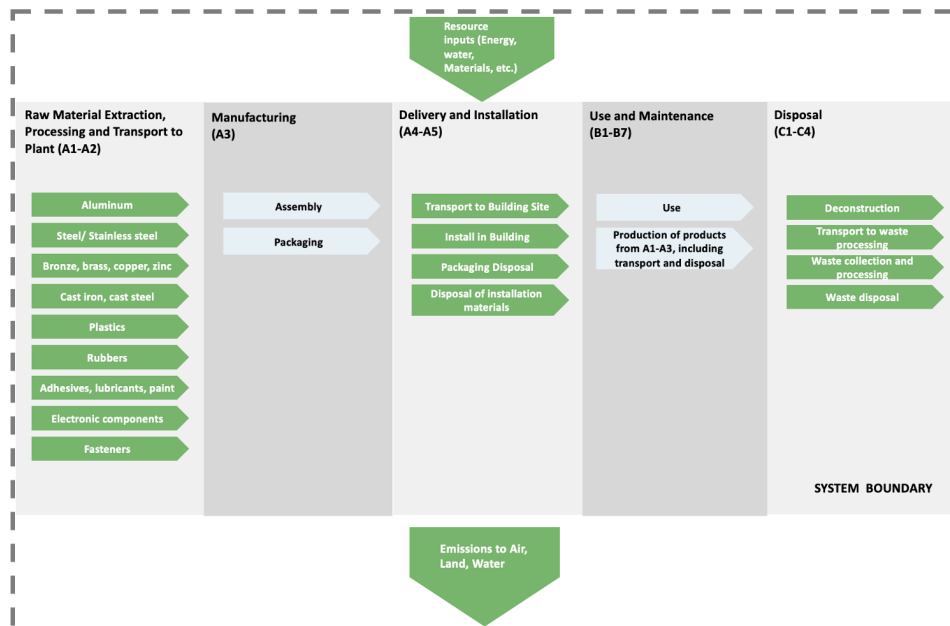 Resource
inputs (Energy,
water,
Materials, etc.)
Raw Material Extraction,
Processing and Transport to
Plant (A1-A2)
Aluminum
Steel/ Stainless steel
Bronze, brass, copper, zinc
Cast iron, cast steel
Plastics
Rubbers
Adhesives, lubricants, paint
Electronic components
Fasteners
Manufacturing
(A3)
Assembly
Packaging
Delivery and Installation
(A4-A5)
Transport to Building Site
Install in Building
Packaging Disposal
Disposal of installation
materials
Use and Maintenance
(B1-B7)
Use
Production of products
from A1-A3, including
transport and disposal
Disposal
(C1-C4)
Deconstruction
Transport to waste
processing
Waste collection and
processing
Waste disposal
SYSTEM BOUNDARY
Emissions to Air,
Land, Water